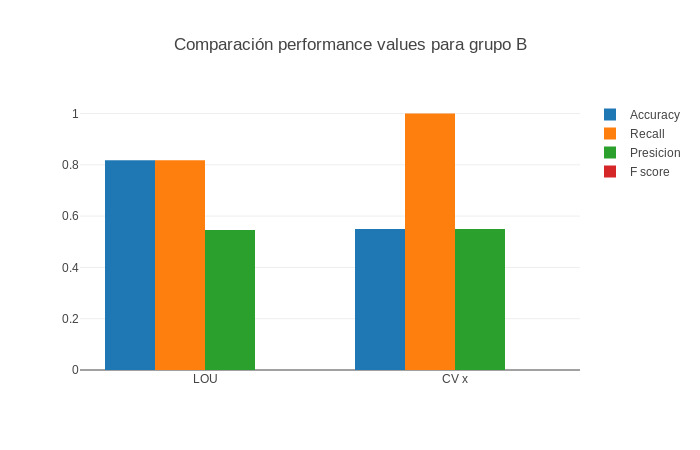 Comparación performance values para grupo B
1
0.8
0.6
0.4
0.2
0
LOU
CV x
Accuracy
Recall
Presicion
F score